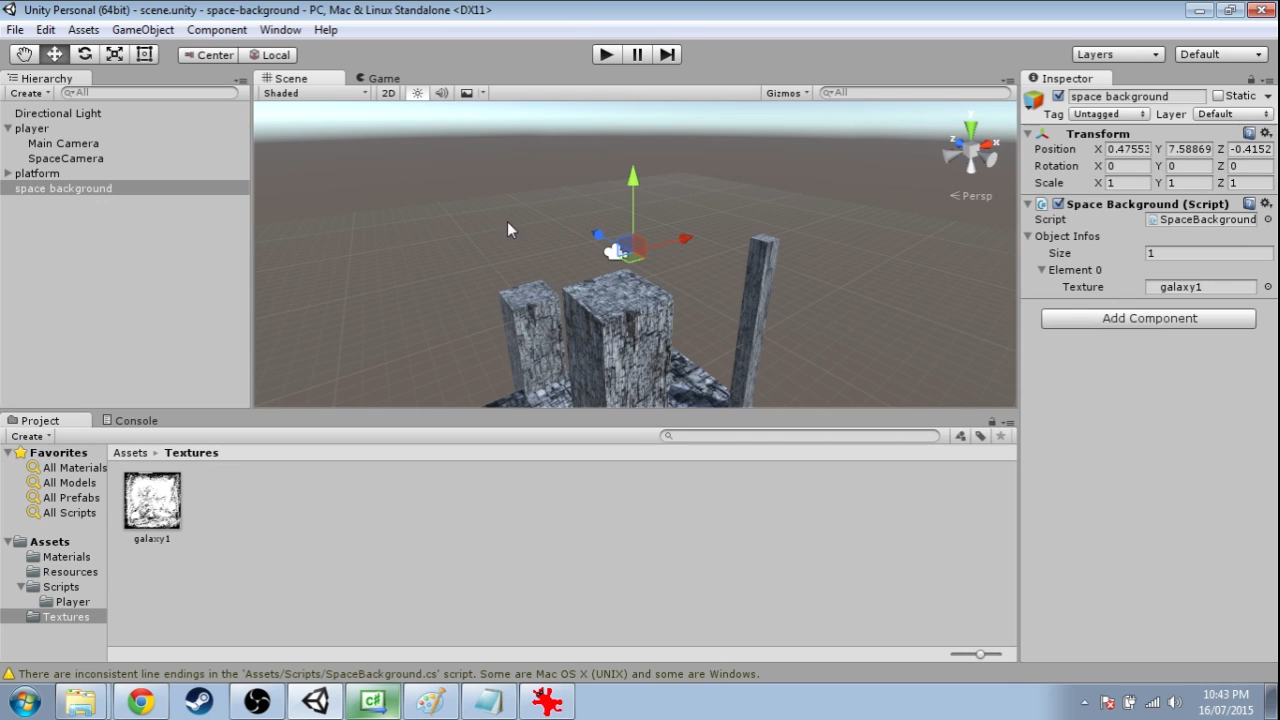 Unity Personal (64bit) - scene.unity - space-background - PC, Mac & Linux Standalone <DX11>
File Edit Assets GameObject Component Window Help
Center Local Layers Default
Hierarchy
Create All
Directional Light
player
Main Camera
SpaceCamera
platform
space background
Scene Game
Shaded 2D Gizmos All
y
z x
Persp
Inspector
space background Static
Tag Untagged Layer Default
Transform
Position X 0.47553 Y 7.58869 Z -0.4152
Rotation X 0 Y 0 Z 0
Scale X 1 Y 1 Z 1
Space Background (Script)
Script SpaceBackground
Object Infos
Size 1
Element 0
Texture galaxy1
Add Component
Project Console
Create
Favorites
All Materials
All Models
All Prefabs
All Scripts
Assets
Materials
Resources
Scripts
Player
Textures
Assets Textures
galaxy1
There are inconsistent line endings in the 'Assets/Scripts/SpaceBackground.cs' script. Some are Mac OS X (UNIX) and some are Windows.
C#
10:43 PM
16/07/2015